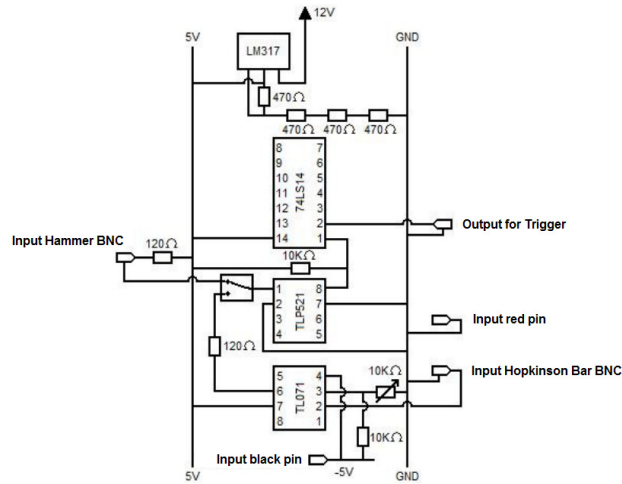 12V
5V
GND
LM317
470Ω
470Ω 470Ω 470Ω
8 7
9 6
10 5
11 4
12 3
13 2
14 1
74LS14
Output for Trigger
Input Hammer BNC
120Ω
10KΩ
1 8
2 7
3 6
4 5
TLP521
Input red pin
120Ω
10KΩ
Input Hopkinson Bar BNC
5 4
6 3
7 2
8 1
TL071
10KΩ
Input black pin
-5V
5V
GND